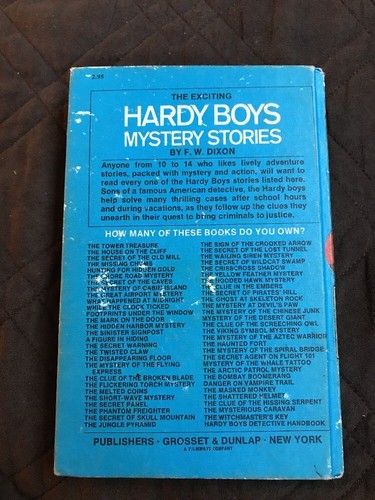 2.95
THE EXCITING
HARDY BOYS
MYSTERY STORIES
BY F. W. DIXON
Anyone from 10 to 14 who likes lively adventure
stories, packed with mystery and action, will want to
read every one of the Hardy Boys stories listed here.
Sons of a famous American detective, the Hardy boys
help solve many thrilling cases after school hours
and during vacations, as they follow up the clues they
unearth in their quest to bring criminals to justice.
HOW MANY OF THESE BOOKS DO YOU OWN?
THE TOWER TREASURE
THE HOUSE ON THE CLIFF
THE SECRET OF THE OLD MILL
THE MISSING CHUMS
HUNTING FOR HIDDEN GOLD
THE SHORE ROAD MYSTERY
THE SECRET OF THE CAVES
THE MYSTERY OF CABIN ISLAND
THE GREAT AIRPORT MYSTERY
WHAT HAPPENED AT MIDNIGHT
WHILE THE CLOCK TICKED
FOOTPRINTS UNDER THE WINDOW
THE MARK ON THE DOOR
THE HIDDEN HARBOR MYSTERY
THE SINISTER SIGNPOST
A FIGURE IN HIDING
THE SECRET WARNING
THE TWISTED CLAW
THE DISAPPEARING FLOOR
THE MYSTERY OF THE FLYING
EXPRESS
THE CLUE OF THE BROKEN BLADE
THE FLICKERING TORCH MYSTERY
THE MELTED COINS
THE SHORT-WAVE MYSTERY
THE SECRET PANEL
THE PHANTOM FREIGHTER
THE SECRET OF SKULL MOUNTAIN
THE JUNGLE PYRAMID
THE SIGN OF THE CROOKED ARROW
THE SECRET OF THE LOST TUNNEL
THE WAILING SIREN MYSTERY
THE SECRET OF WILDCAT SWAMP
THE CRISSCROSS SHADOW
THE YELLOW FEATHER MYSTERY
THE HOODED HAWK MYSTERY
THE CLUE IN THE EMBERS
THE SECRET OF PIRATES' HILL
THE GHOST AT SKELETON ROCK
THE MYSTERY AT DEVIL'S PAW
THE MYSTERY OF THE CHINESE JUNK
MYSTERY OF THE DESERT GIANT
THE CLUE OF THE SCREECHING OWL
THE VIKING SYMBOL MYSTERY
THE MYSTERY OF THE AZTEC WARRIOR
THE HAUNTED FORT
THE MYSTERY OF THE SPIRAL BRIDGE
THE SECRET AGENT ON FLIGHT 101
MYSTERY OF THE WHALE TATTOO
THE ARCTIC PATROL MYSTERY
THE BOMBAY BOOMERANG
DANGER ON VAMPIRE TRAIL
THE MASKED MONKEY
THE SHATTERED HELMET
THE CLUE OF THE HISSING SERPENT
THE MYSTERIOUS CARAVAN
THE WITCHMASTER'S KEY
HARDY BOYS DETECTIVE HANDBOOK
PUBLISHERS · GROSSET & DUNLAP · NEW YORK
A FILMWAYS COMPANY